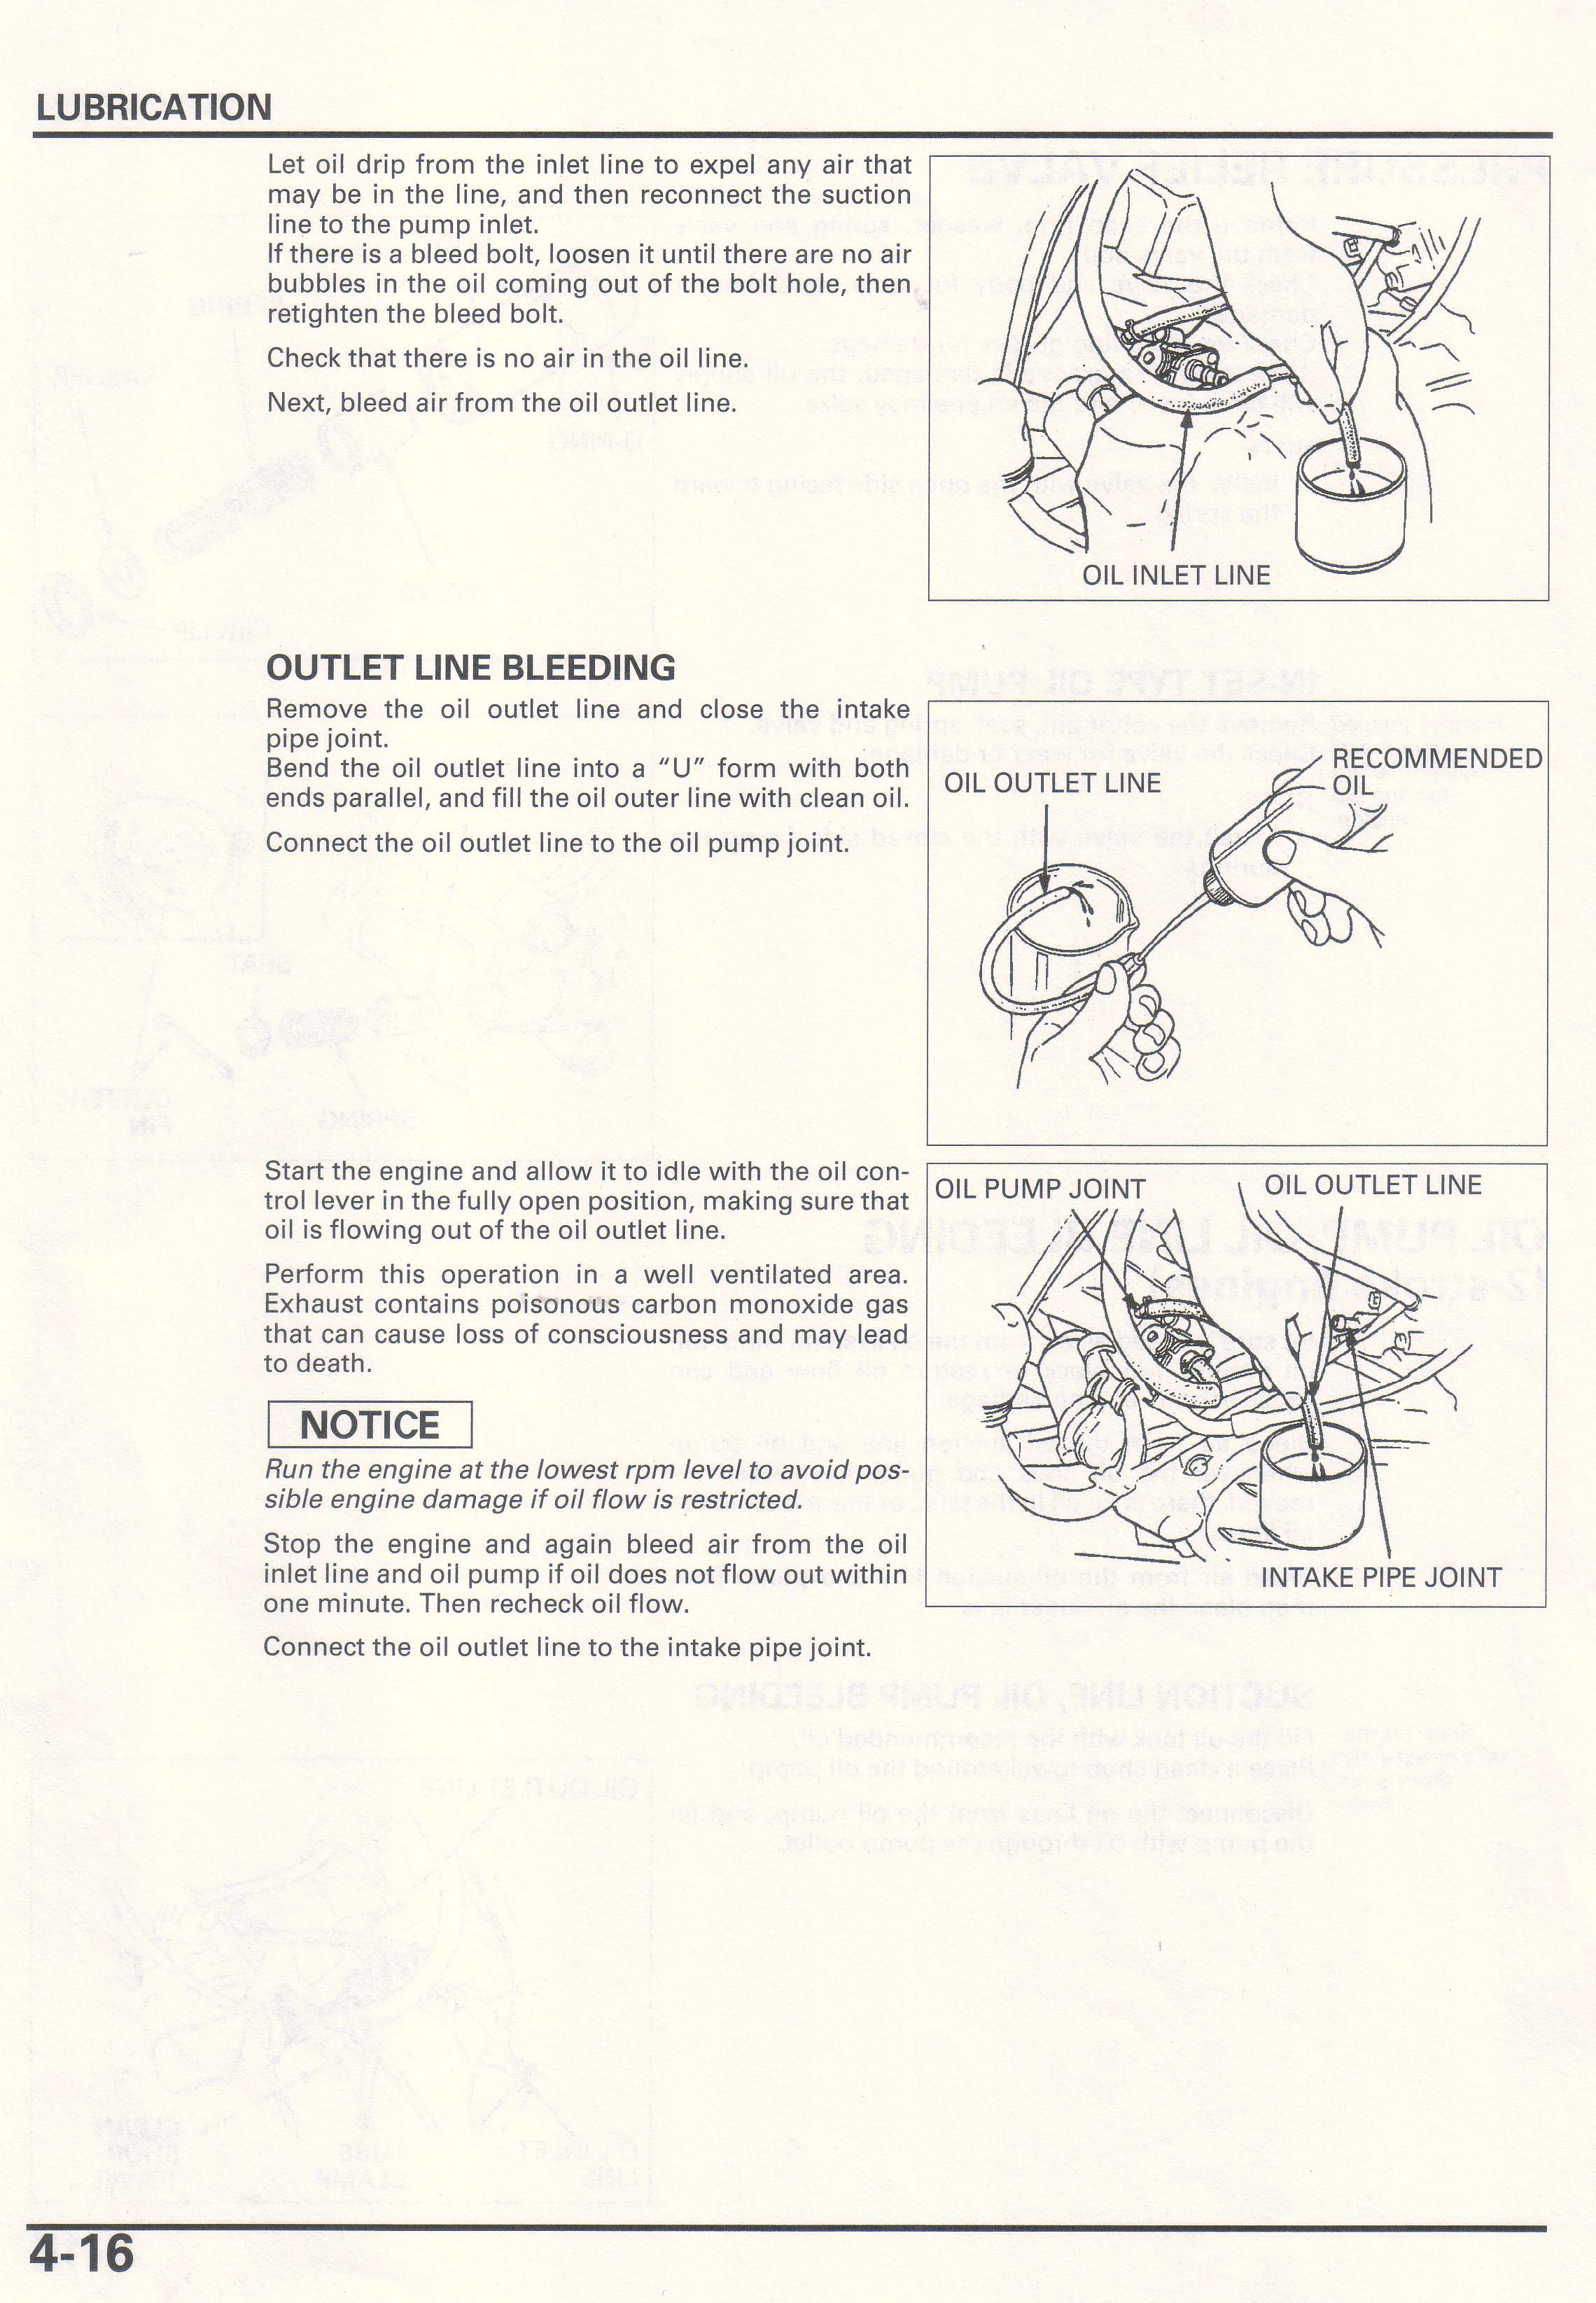 LUBRICATION
Let oil drip from the inlet line to expel any air that
may be in the line, and then reconnect the suction
line to the pump inlet.
If there is a bleed bolt, loosen it until there are no air
bubbles in the oil coming out of the bolt hole, then
retighten the bleed bolt.
Check that there is no air in the oil line.
Next, bleed air from the oil outlet line.
OIL INLET LINE
OUTLET LINE BLEEDING
Remove the oil outlet line and close the intake
pipe joint.
Bend the oil outlet line into a "U" form with both
ends parallel, and fill the oil outer line with clean oil.
Connect the oil outlet line to the oil pump joint.
OIL OUTLET LINE
RECOMMENDED
OIL
Start the engine and allow it to idle with the oil con-
trol lever in the fully open position, making sure that
oil is flowing out of the oil outlet line.
Perform this operation in a well ventilated area.
Exhaust contains poisonous carbon monoxide gas
that can cause loss of consciousness and may lead
to death.
NOTICE
Run the engine at the lowest rpm level to avoid pos-
sible engine damage if oil flow is restricted.
Stop the engine and again bleed air from the oil
inlet line and oil pump if oil does not flow out within
one minute. Then recheck oil flow.
Connect the oil outlet line to the intake pipe joint.
OIL PUMP JOINT
OIL OUTLET LINE
INTAKE PIPE JOINT
4-16